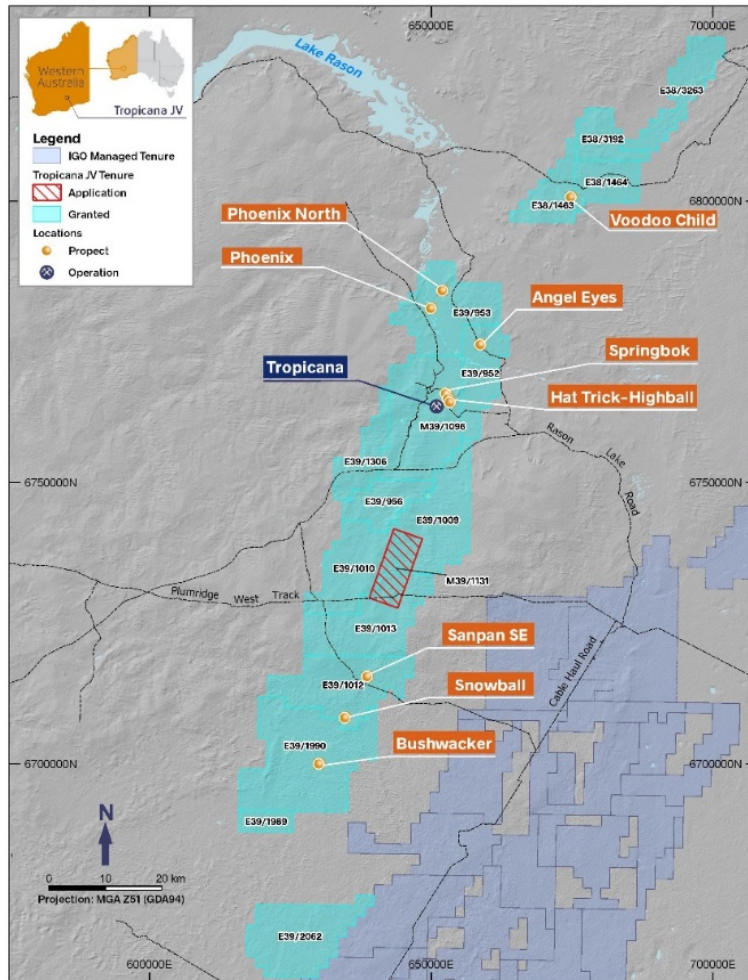 650000E
700000E
Western
Australia
Tropicana JV
Legend
IGO Managed Tenure
Tropicana JV Tenure
Application
Granted
Locations
Propect
Operation
Lake Rason
E38/3263
E38/3192
E38/1464
E38/1463
6800000N
Voodoo Child
Phoenix North
Phoenix
E39/953
Angel Eyes
Springbok
E39/952
Tropicana
Hat Trick-Highball
M39/1096
Rason Lake Road
E39/1306
6750000N
6750000N
E39/956
E39/1009
E39/1010
M39/1131
Plumridge West Track
E39/1013
Sanpan SE
Cable Haul Road
E39/1012
Snowball
E39/1990
Bushwacker
6700000N
6700000N
E39/1989
N
0 10 20 km
Projection: MGA Z51 (GDA94)
E39/2062
600000E
650000E